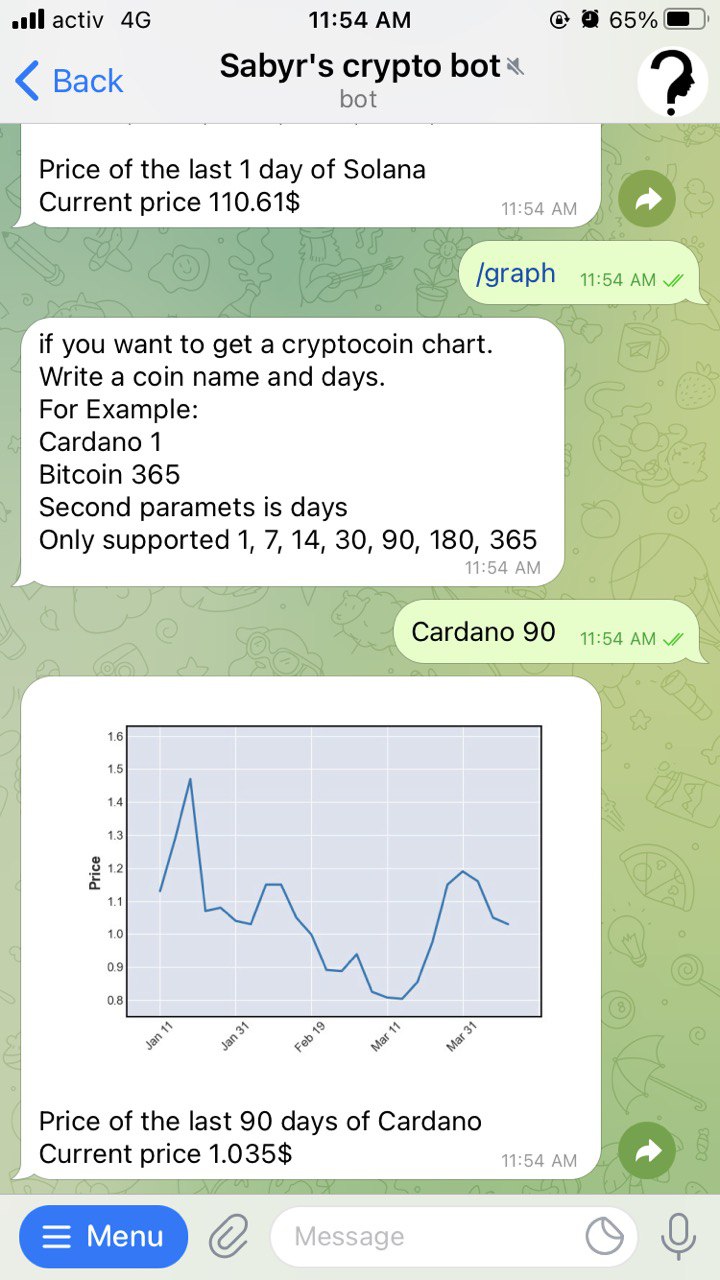 activ 4G 11:54 AM 65%
Back
Sabyr's crypto bot
bot
Price of the last 1 day of Solana
Current price 110.61$
11:54 AM
/graph
11:54 AM
if you want to get a cryptocoin chart.
Write a coin name and days.
For Example:
Cardano 1
Bitcoin 365
Second paramets is days
Only supported 1, 7, 14, 30, 90, 180, 365
11:54 AM
Cardano 90
11:54 AM
Price
1.6
1.5
1.4
1.3
1.2
1.1
1.0
0.9
0.8
Jan 11
Jan 31
Feb 19
Mar 11
Mar 31
Price of the last 90 days of Cardano
Current price 1.035$
11:54 AM
Menu
Message